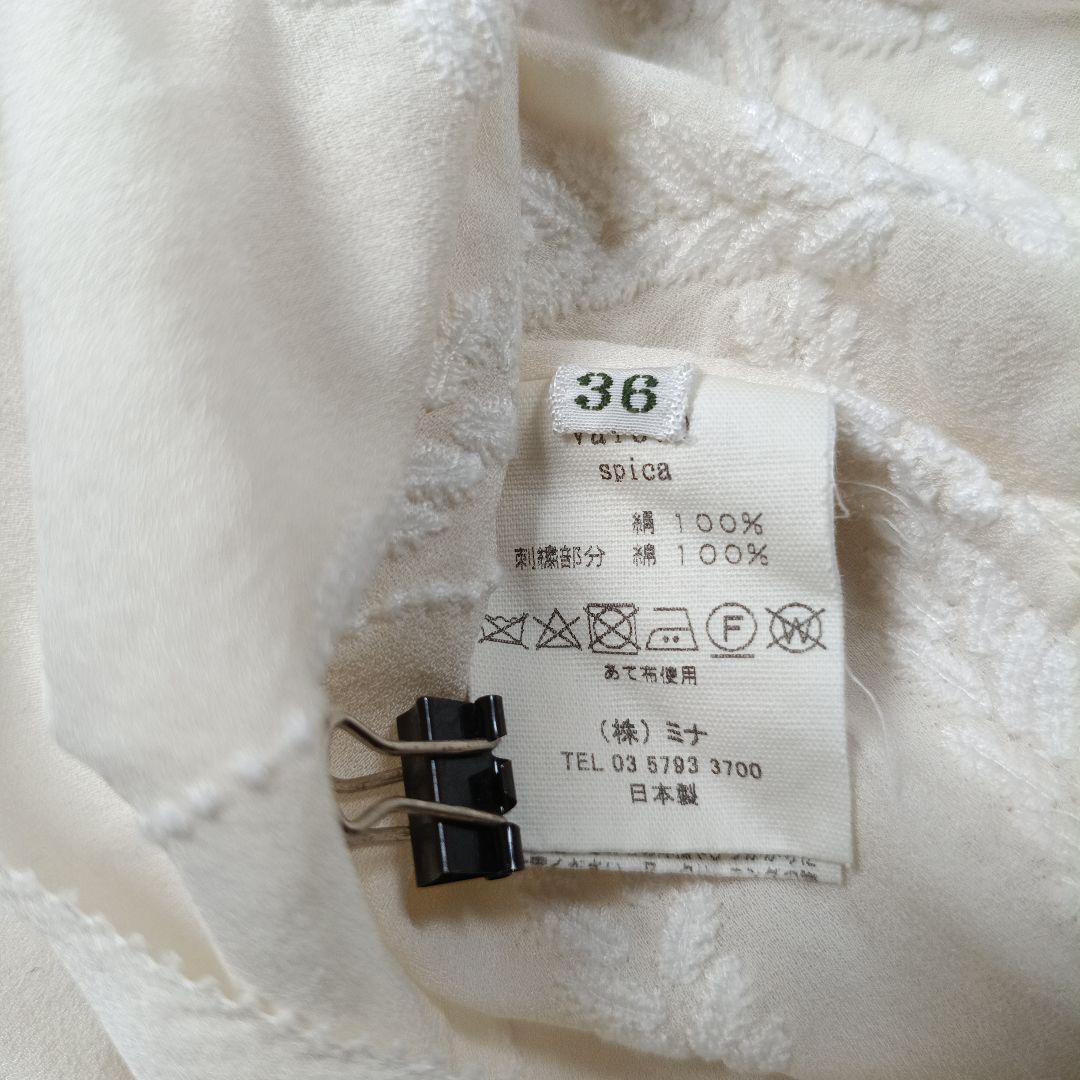 36
spica
絹 100%
刺繍部分 綿 100%
F W
あて布使用
(株) ミナ
TEL 03 5793 3700
日本製